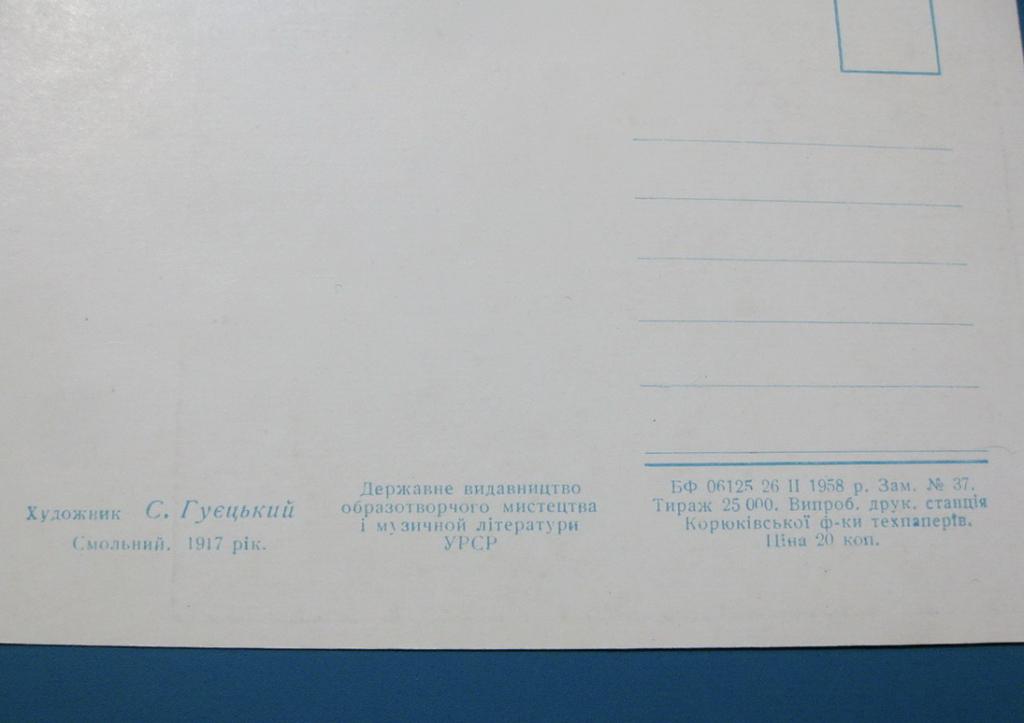 Художник С. Гуєцький
Смольний. 1917 рік.
Державне видавництво
образотворчого мистецтва
і музичної літератури
УРСР
БФ 06125 26 II 1958 р. Зам. № 37.
Тираж 25 000. Випроб. друк. станція
Корюківської ф-ки техпаперів.
Ціна 20 коп.